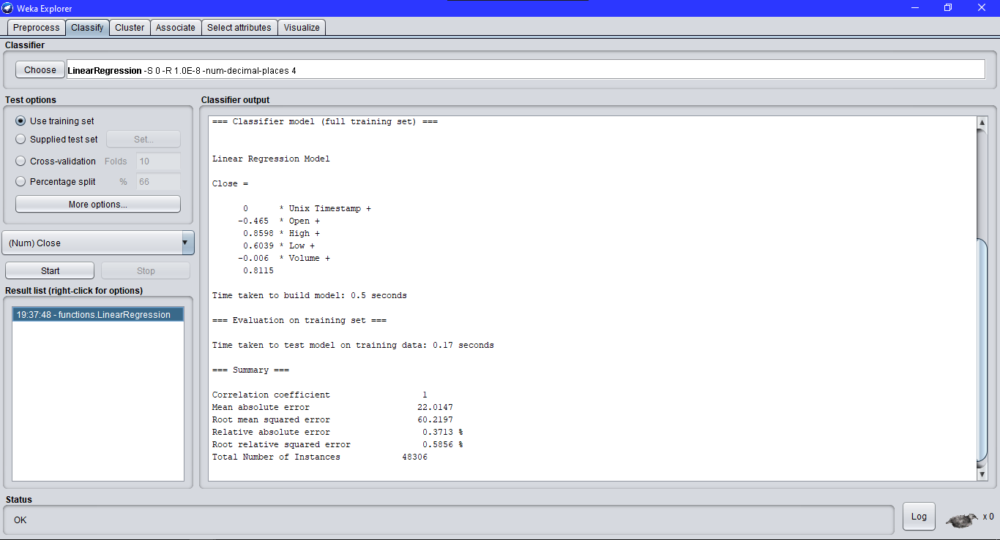 Weka Explorer
Preprocess Classify Cluster Associate Select attributes Visualize
Classifier
Choose LinearRegression -S 0 -R 1.0E-8 -num-decimal-places 4
Test options
Use training set
Supplied test set Set...
Cross-validation Folds 10
Percentage split % 66
More options...
(Num) Close
Start Stop
Result list (right-click for options)
19:37:48 - functions.LinearRegression
Classifier output
=== Classifier model (full training set) ===
Linear Regression Model
Close =
0 * Unix Timestamp +
-0.465 * Open +
0.8598 * High +
0.6039 * Low +
-0.006 * Volume +
0.8115
Time taken to build model: 0.5 seconds
=== Evaluation on training set ===
Time taken to test model on training data: 0.17 seconds
=== Summary ===
Correlation coefficient 1
Mean absolute error 22.0147
Root mean squared error 60.2197
Relative absolute error 0.3713 %
Root relative squared error 0.5856 %
Total Number of Instances 48306
Status
OK
Log
x 0